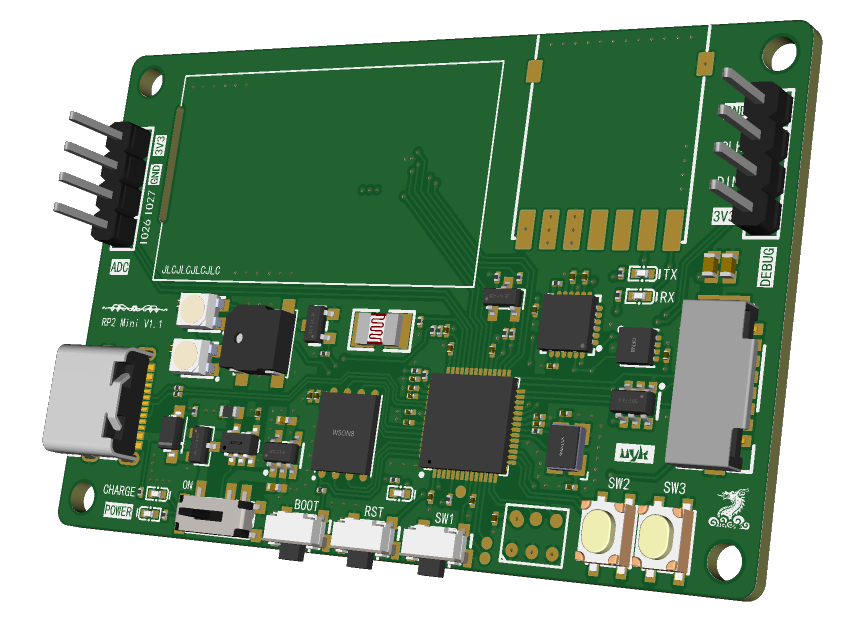 3V3
GND
IO27
IO26
ADC
JLCJLCJLCJLC
3V3
DEBUG
TX
RX
RP2 Mini V1.1
WSON8
CHARGE
POWER
ON
BOOT
RST
SW1
SW2
SW3